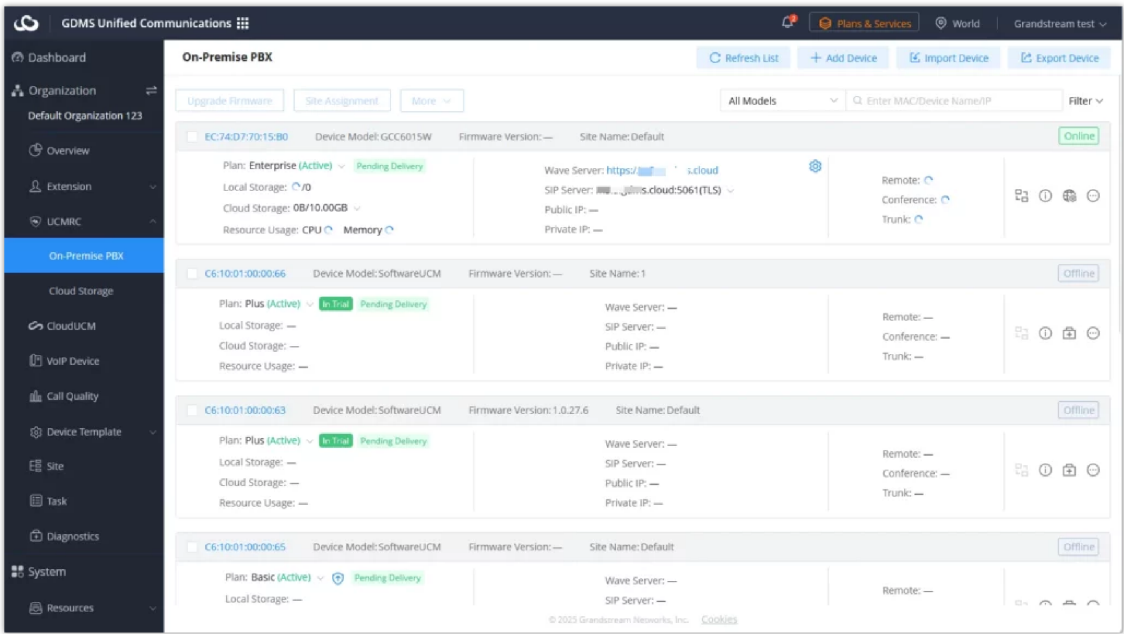 GDMS Unified Communications
Plans & Services
World
Grandstream test
Dashboard
Organization
Default Organization 123
Overview
Extension
UCMRC
On-Premise PBX
Cloud Storage
CloudUCM
VoIP Device
Call Quality
Device Template
Site
Task
Diagnostics
System
Resources
On-Premise PBX
Refresh List
Add Device
Import Device
Export Device
Upgrade Firmware
Site Assignment
More
All Models
Enter MAC/Device Name/IP
Filter
EC:74:D7:70:15:B0 Device Model:GCC6015W Firmware Version:— Site Name:Default Online
Plan: Enterprise (Active) Pending Delivery
Local Storage: /0
Cloud Storage: 0B/10.00GB
Resource Usage: CPU Memory
Wave Server: https:/ s.cloud
SIP Server: s.cloud:5061(TLS)
Public IP: —
Private IP: —
Remote:
Conference:
Trunk:
C6:10:01:00:00:66 Device Model:SoftwareUCM Firmware Version:— Site Name:1 Offline
Plan: Plus (Active) In Trial Pending Delivery
Local Storage: —
Cloud Storage: —
Resource Usage: —
Wave Server: —
SIP Server: —
Public IP: —
Private IP: —
Remote: —
Conference: —
Trunk: —
C6:10:01:00:00:63 Device Model:SoftwareUCM Firmware Version:1.0.27.6 Site Name:Default Offline
Plan: Plus (Active) In Trial Pending Delivery
Local Storage: —
Cloud Storage: —
Resource Usage: —
Wave Server: —
SIP Server: —
Public IP: —
Private IP: —
Remote: —
Conference: —
Trunk: —
C6:10:01:00:00:65 Device Model:SoftwareUCM Firmware Version:— Site Name:Default Offline
Plan: Basic (Active) Pending Delivery
Local Storage: —
Wave Server: —
SIP Server: —
Remote: —
© 2025 Grandstream Networks, Inc. Cookies